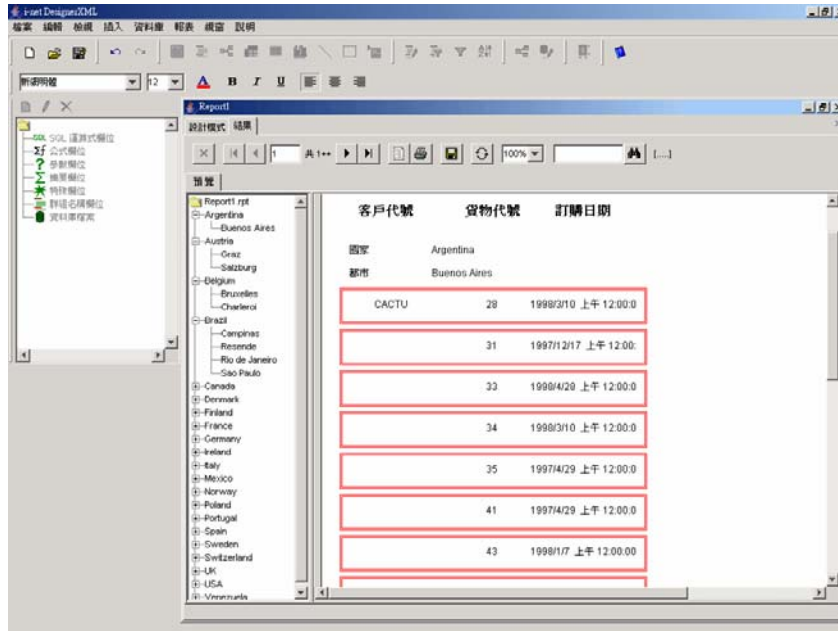 i-net DesignerXML
檔案 編輯 檢視 插入 資料庫 報表 視窗 說明
新細明體 12 A B I U
Report1
設計模式 結果
1 共 1++ 100% [....]
預覽
SQL SQL 運算式欄位
Σf 公式欄位
? 參數欄位
Σ 摘要欄位
特殊欄位
群組名稱欄位
資料庫檔案
Report1.rpt
Argentina
Buenos Aires
Austria
Graz
Salzburg
Belgium
Bruxelles
Charleroi
Brazil
Campinas
Resende
Rio de Janeiro
Sao Paulo
Canada
Denmark
Finland
France
Germany
Ireland
Italy
Mexico
Norway
Poland
Portugal
Spain
Sweden
Switzerland
UK
USA
Venezuela
客戶代號 貨物代號 訂購日期
國家 Argentina
都市 Buenos Aires
CACTU 28 1998/3/10 上午 12:00:0
31 1997/12/17 上午 12:00:
33 1998/4/28 上午 12:00:0
34 1998/3/10 上午 12:00:0
35 1997/4/29 上午 12:00:0
41 1997/4/29 上午 12:00:0
43 1998/1/7 上午 12:00:00